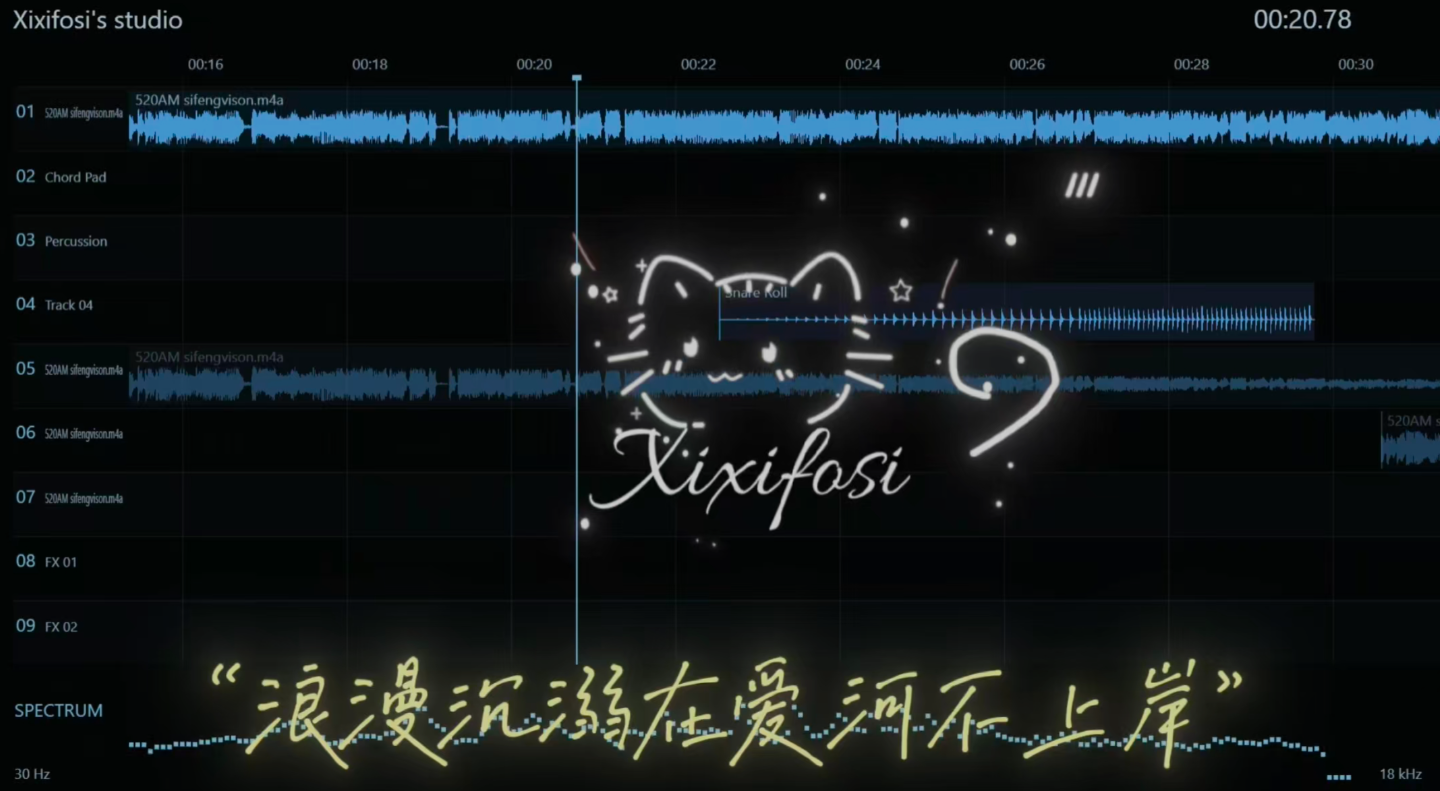 Xixifosi's studio
00:20.78
00:16 00:18 00:20 00:22 00:24 00:26 00:28 00:30
01 520AM sifengvison.m4a
520AM sifengvison.m4a
02 Chord Pad
03 Percussion
04 Track 04
Snare Roll
05 520AM sifengvison.m4a
520AM sifengvison.m4a
06 520AM sifengvison.m4a
520AM s
07 520AM sifengvison.m4a
Xixifosi
08 FX 01
09 FX 02
“浪漫沉溺在爱河不上岸”
SPECTRUM
30 Hz
18 kHz